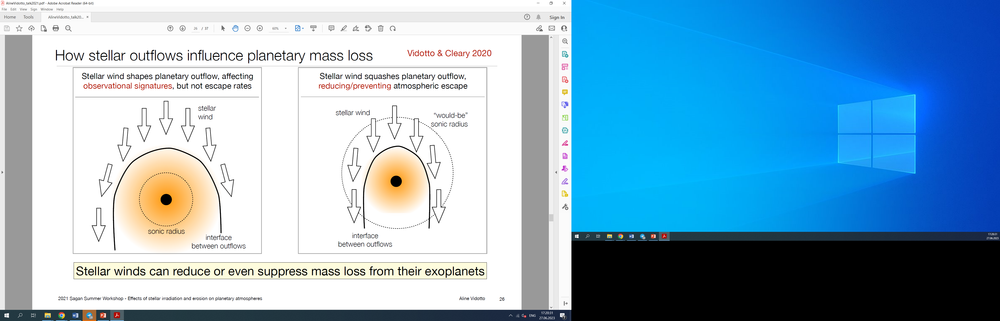 AlineVidotto_talk2021.pdf - Adobe Acrobat Reader (64-bit)
File Edit View Sign Window Help
Home Tools AlineVidotto_talk20... × Sign In
26 / 37 60%
How stellar outflows influence planetary mass loss
Vidotto & Cleary 2020
Stellar wind shapes planetary outflow, affecting
observational signatures, but not escape rates
stellar
wind
sonic radius
interface
between outflows
Stellar wind squashes planetary outflow,
reducing/preventing atmospheric escape
stellar wind
“would-be”
sonic radius
interface
between outflows
Stellar winds can reduce or even suppress mass loss from their exoplanets
2021 Sagan Summer Workshop - Effects of stellar irradiation and erosion on planetary atmospheres
Aline Vidotto 26
28
ENG
17:20:31
27.06.2023
7
17:20:31
27.06.2023